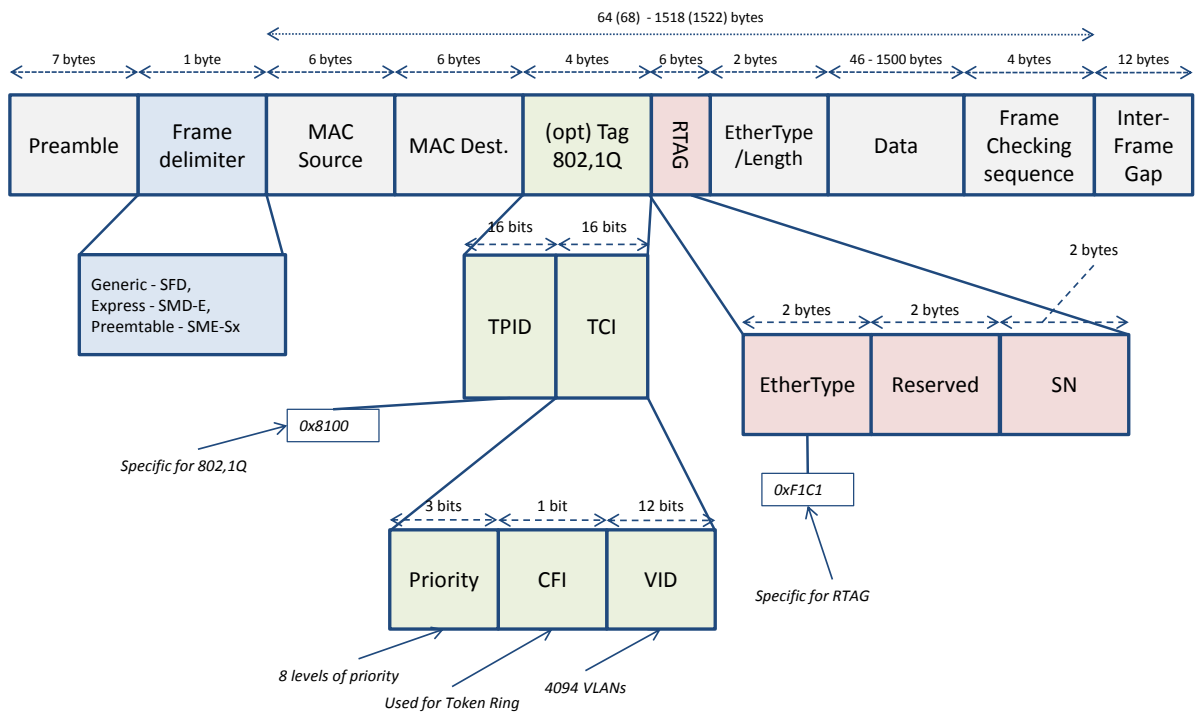 64 (68)  - 1518 (1522) bytes
7 bytes
1 byte
6 bytes
6 bytes
4 bytes
6 bytes
2 bytes
46 - 1500 bytes
4 bytes
12 bytes
Preamble
Frame
delimiter
MAC
Source
MAC Dest.
(opt) Tag
802,1Q
RTAG
EtherType
/Length
Data
Frame
Checking
sequence
Inter-
Frame
Gap
Generic - SFD,
Express - SMD-E,
Preemtable - SME-Sx
16 bits
16 bits
TPID
TCI
2 bytes
2 bytes
2 bytes
EtherType
Reserved
SN
0x8100
Specific for 802,1Q
0xF1C1
Specific for RTAG
3 bits
1 bit
12 bits
Priority
CFI
VID
8 levels of priority
Used for Token Ring
4094 VLANs